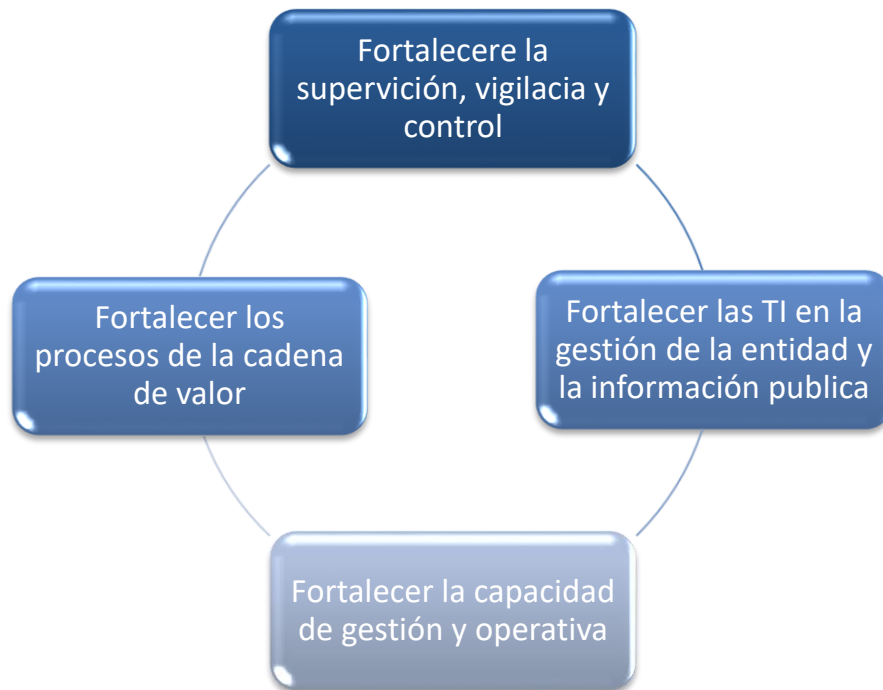 Fortalecere la
supervición, vigilacia y
control
Fortalecer los
procesos de la cadena
de valor
Fortalecer las TI en la
gestión de la entidad y
la información publica
Fortalecer la capacidad
de gestión y operativa